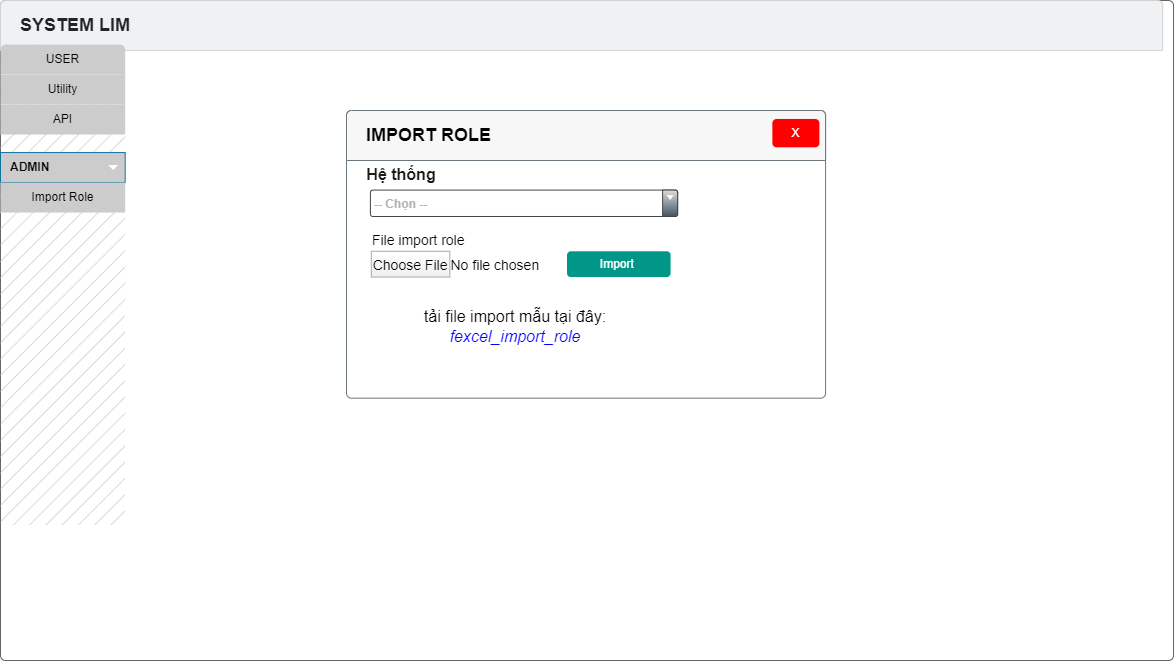 SYSTEM LIM
USER
Utility
API
ADMIN
Import Role
IMPORT ROLE
X
Hệ thống
-- Chọn --
File import role
Choose File No file chosen
Import
tải file import mẫu tại đây:
fexcel_import_role